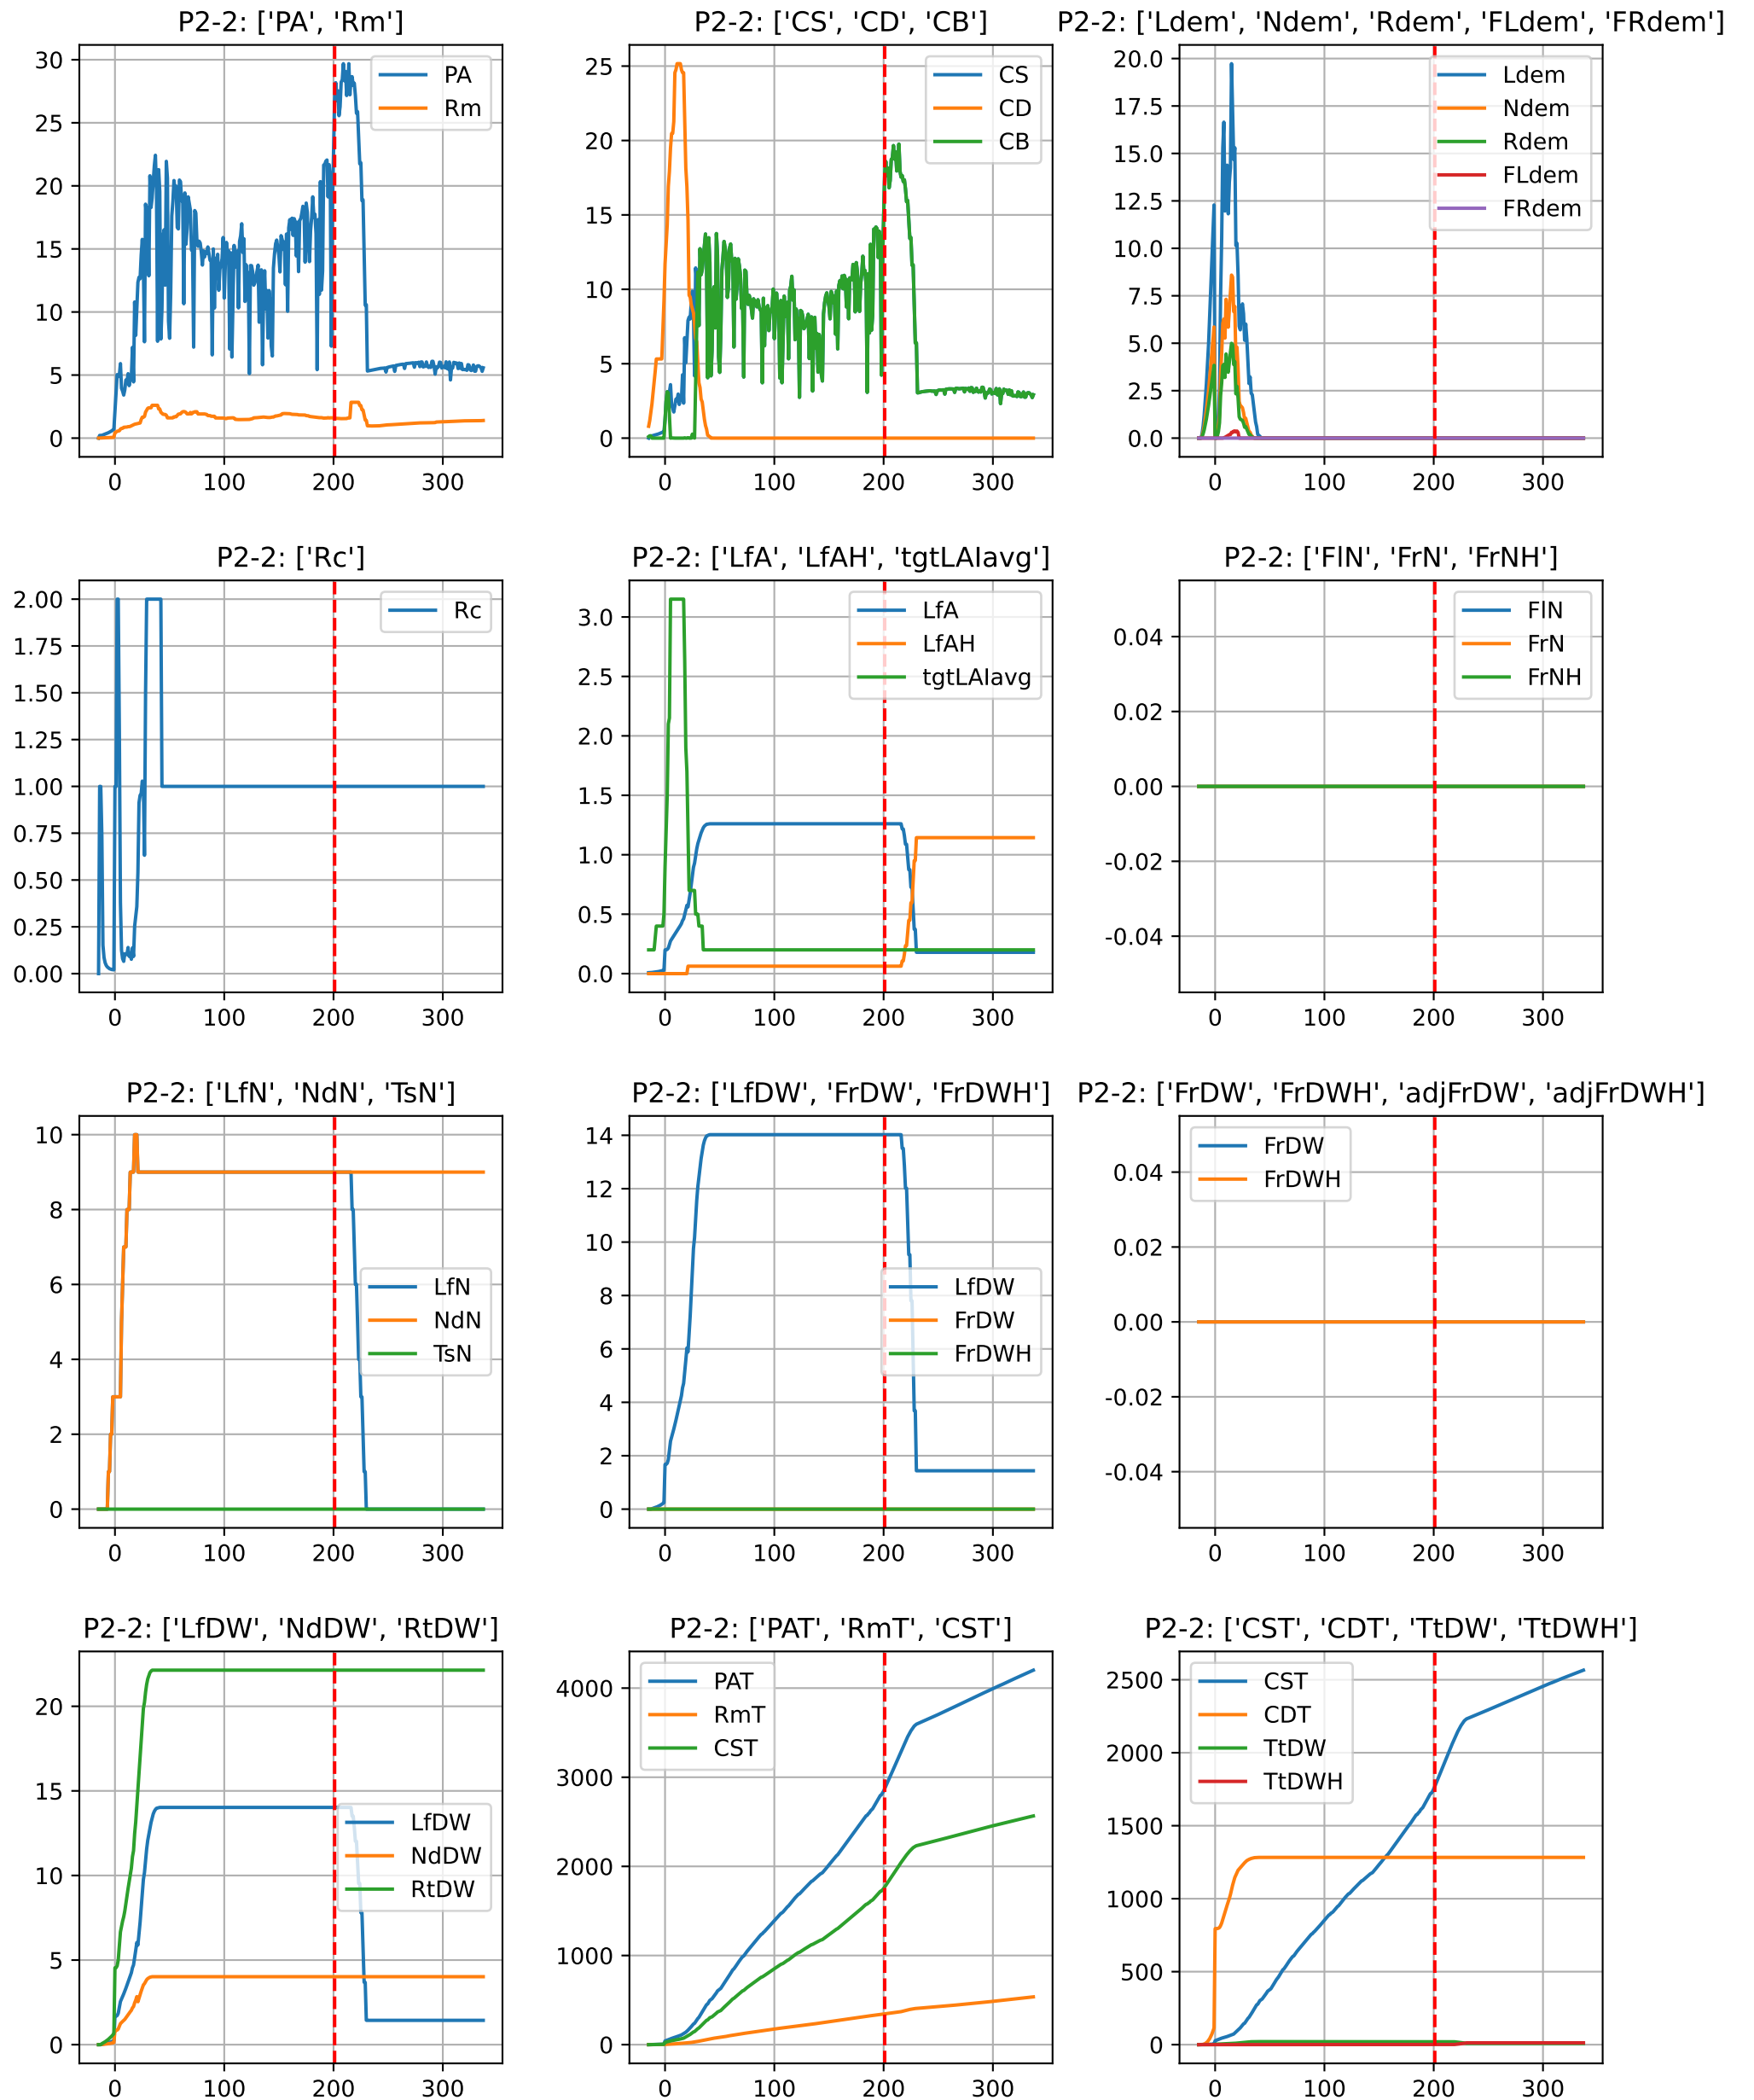 P2-2: ['PA', 'Rm']
30
25
20
15
10
5
0
0 100 200 300
PA
Rm
P2-2: ['CS', 'CD', 'CB']
25
20
15
10
5
0
0 100 200 300
CS
CD
CB
P2-2: ['Ldem', 'Ndem', 'Rdem', 'FLdem', 'FRdem']
20.0
17.5
15.0
12.5
10.0
7.5
5.0
2.5
0.0
0 100 200 300
Ldem
Ndem
Rdem
FLdem
FRdem
P2-2: ['Rc']
2.00
1.75
1.50
1.25
1.00
0.75
0.50
0.25
0.00
0 100 200 300
Rc
P2-2: ['LfA', 'LfAH', 'tgtLAIavg']
3.0
2.5
2.0
1.5
1.0
0.5
0.0
0 100 200 300
LfA
LfAH
tgtLAIavg
P2-2: ['FlN', 'FrN', 'FrNH']
0.04
0.02
0.00
-0.02
-0.04
0 100 200 300
FlN
FrN
FrNH
P2-2: ['LfN', 'NdN', 'TsN']
10
8
6
4
2
0
0 100 200 300
LfN
NdN
TsN
P2-2: ['LfDW', 'FrDW', 'FrDWH']
14
12
10
8
6
4
2
0
0 100 200 300
LfDW
FrDW
FrDWH
P2-2: ['FrDW', 'FrDWH', 'adjFrDW', 'adjFrDWH']
0.04
0.02
0.00
-0.02
-0.04
0 100 200 300
FrDW
FrDWH
P2-2: ['LfDW', 'NdDW', 'RtDW']
20
15
10
5
0
0 100 200 300
LfDW
NdDW
RtDW
P2-2: ['PAT', 'RmT', 'CST']
4000
3000
2000
1000
0
0 100 200 300
PAT
RmT
CST
P2-2: ['CST', 'CDT', 'TtDW', 'TtDWH']
2500
2000
1500
1000
500
0
0 100 200 300
CST
CDT
TtDW
TtDWH